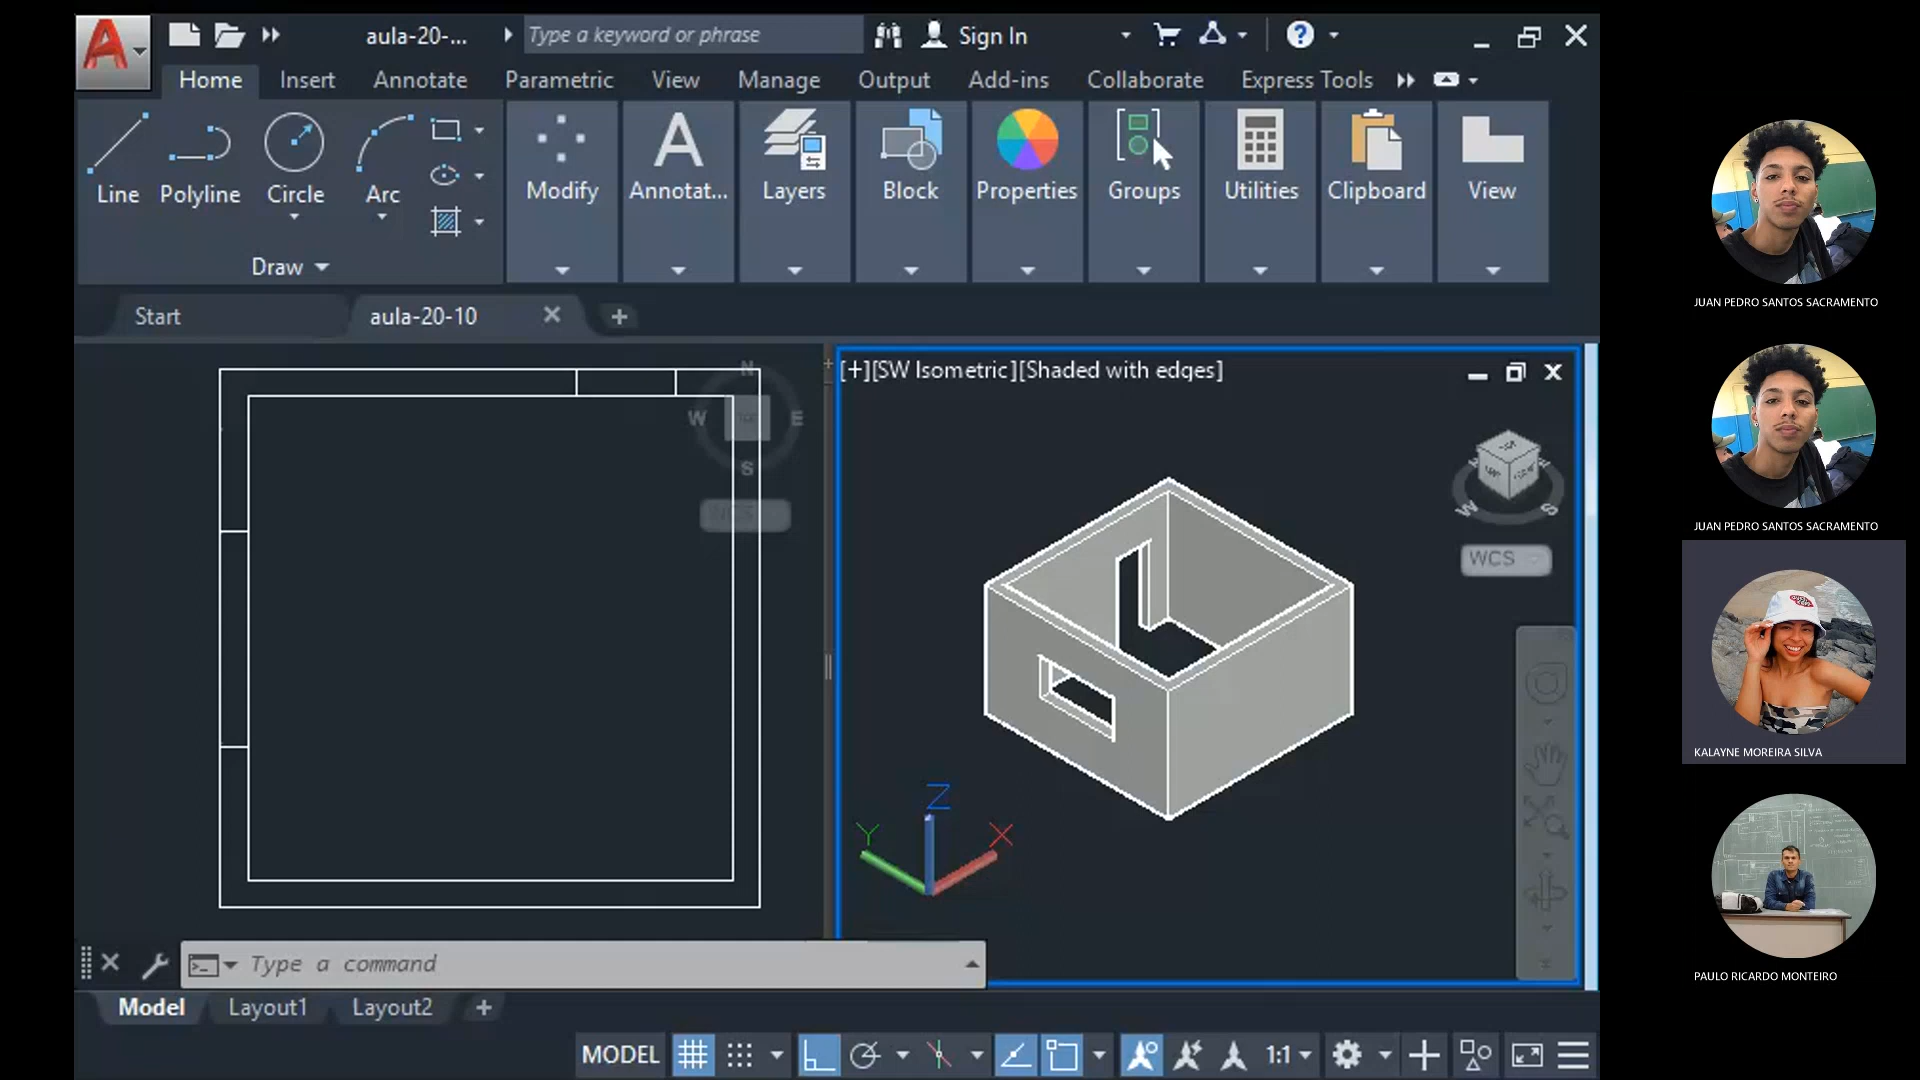 aula-20-...
Type a keyword or phrase
Sign In
Home
Insert
Annotate
Parametric
View
Manage
Output
Add-ins
Collaborate
Express Tools
Line
Polyline
Circle
Arc
Modify
Annotat...
Layers
Block
Properties
Groups
Utilities
Clipboard
View
Draw
Start
aula-20-10
N
W
E
S
WCS
[+][SW Isometric][Shaded with edges]
W
S
WCS
Z
Y
X
Type a command
Model
Layout1
Layout2
MODEL
1:1
JUAN PEDRO SANTOS SACRAMENTO
JUAN PEDRO SANTOS SACRAMENTO
KALAYNE MOREIRA SILVA
PAULO RICARDO MONTEIRO